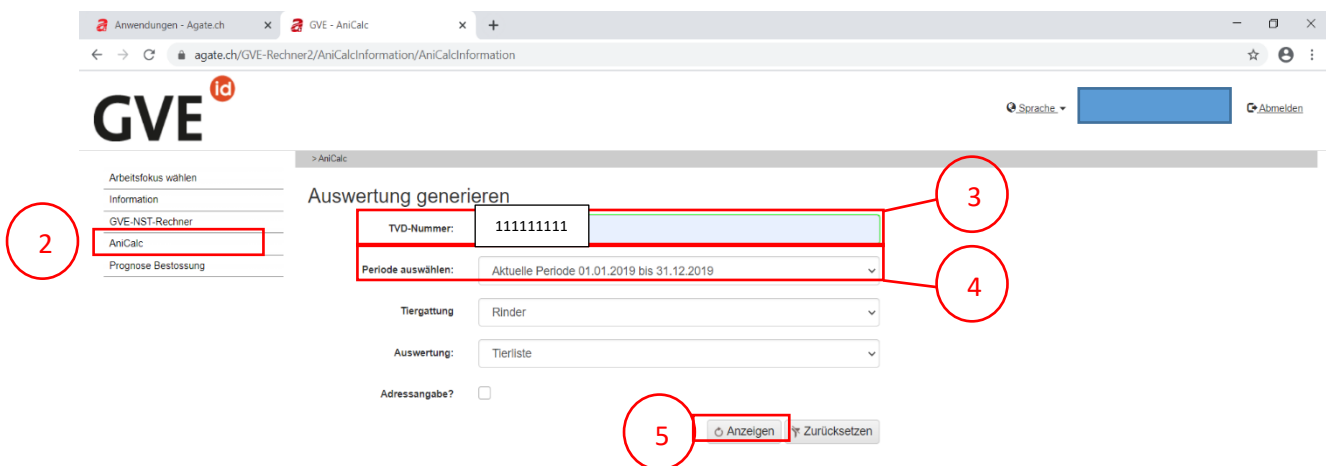 Anwendungen - Agate.ch
GVE - AniCalc
agate.ch/GVE-Rechner2/AniCalcInformation/AniCalcInformation
GVE id
Sprache
Abmelden
> AniCalc
Arbeitsfokus wählen
Information
GVE-NST-Rechner
AniCalc
Prognose Bestossung
2
Auswertung generieren
TVD-Nummer: 111111111
3
Periode auswählen: Aktuelle Periode 01.01.2019 bis 31.12.2019
4
Tiergattung Rinder
Auswertung: Tierliste
Adressangabe?
5
Anzeigen Zurücksetzen